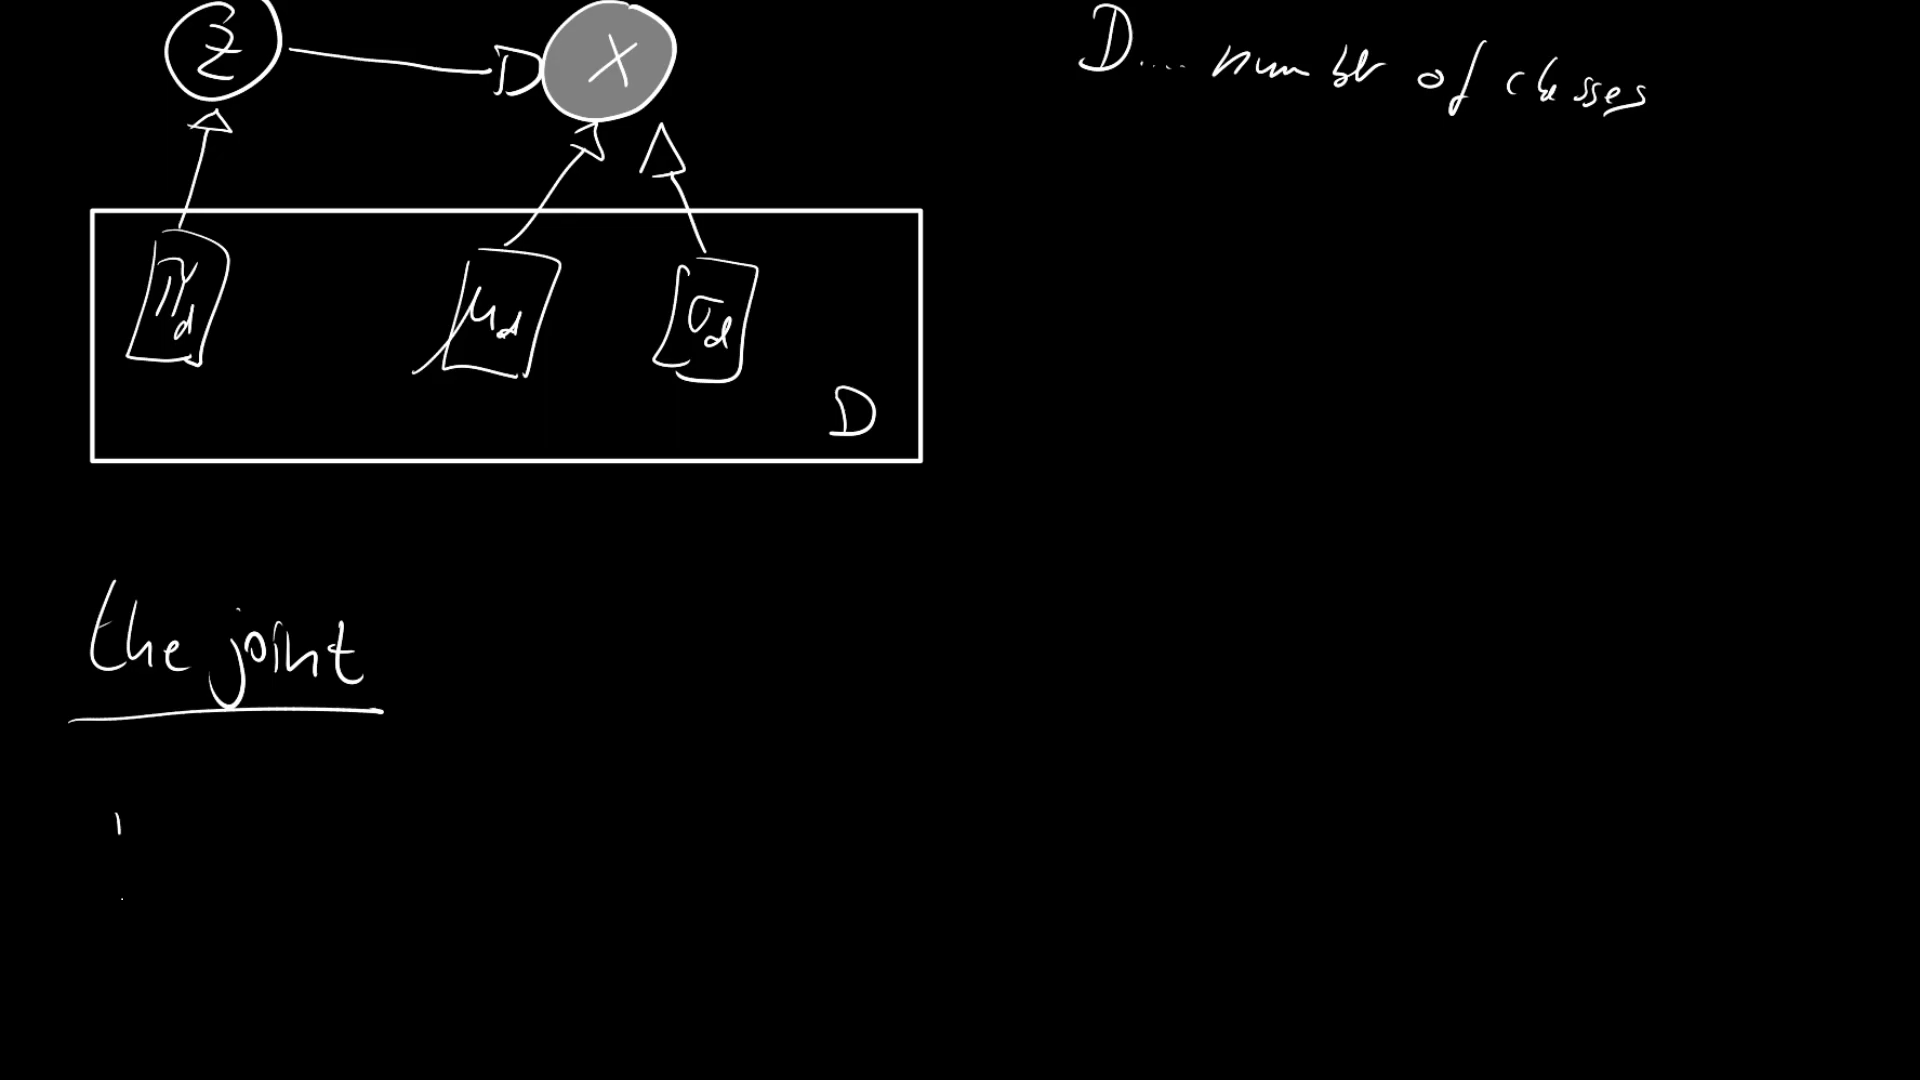 Z X D.... number of classes
π_d μ_d σ_d
D
the joint